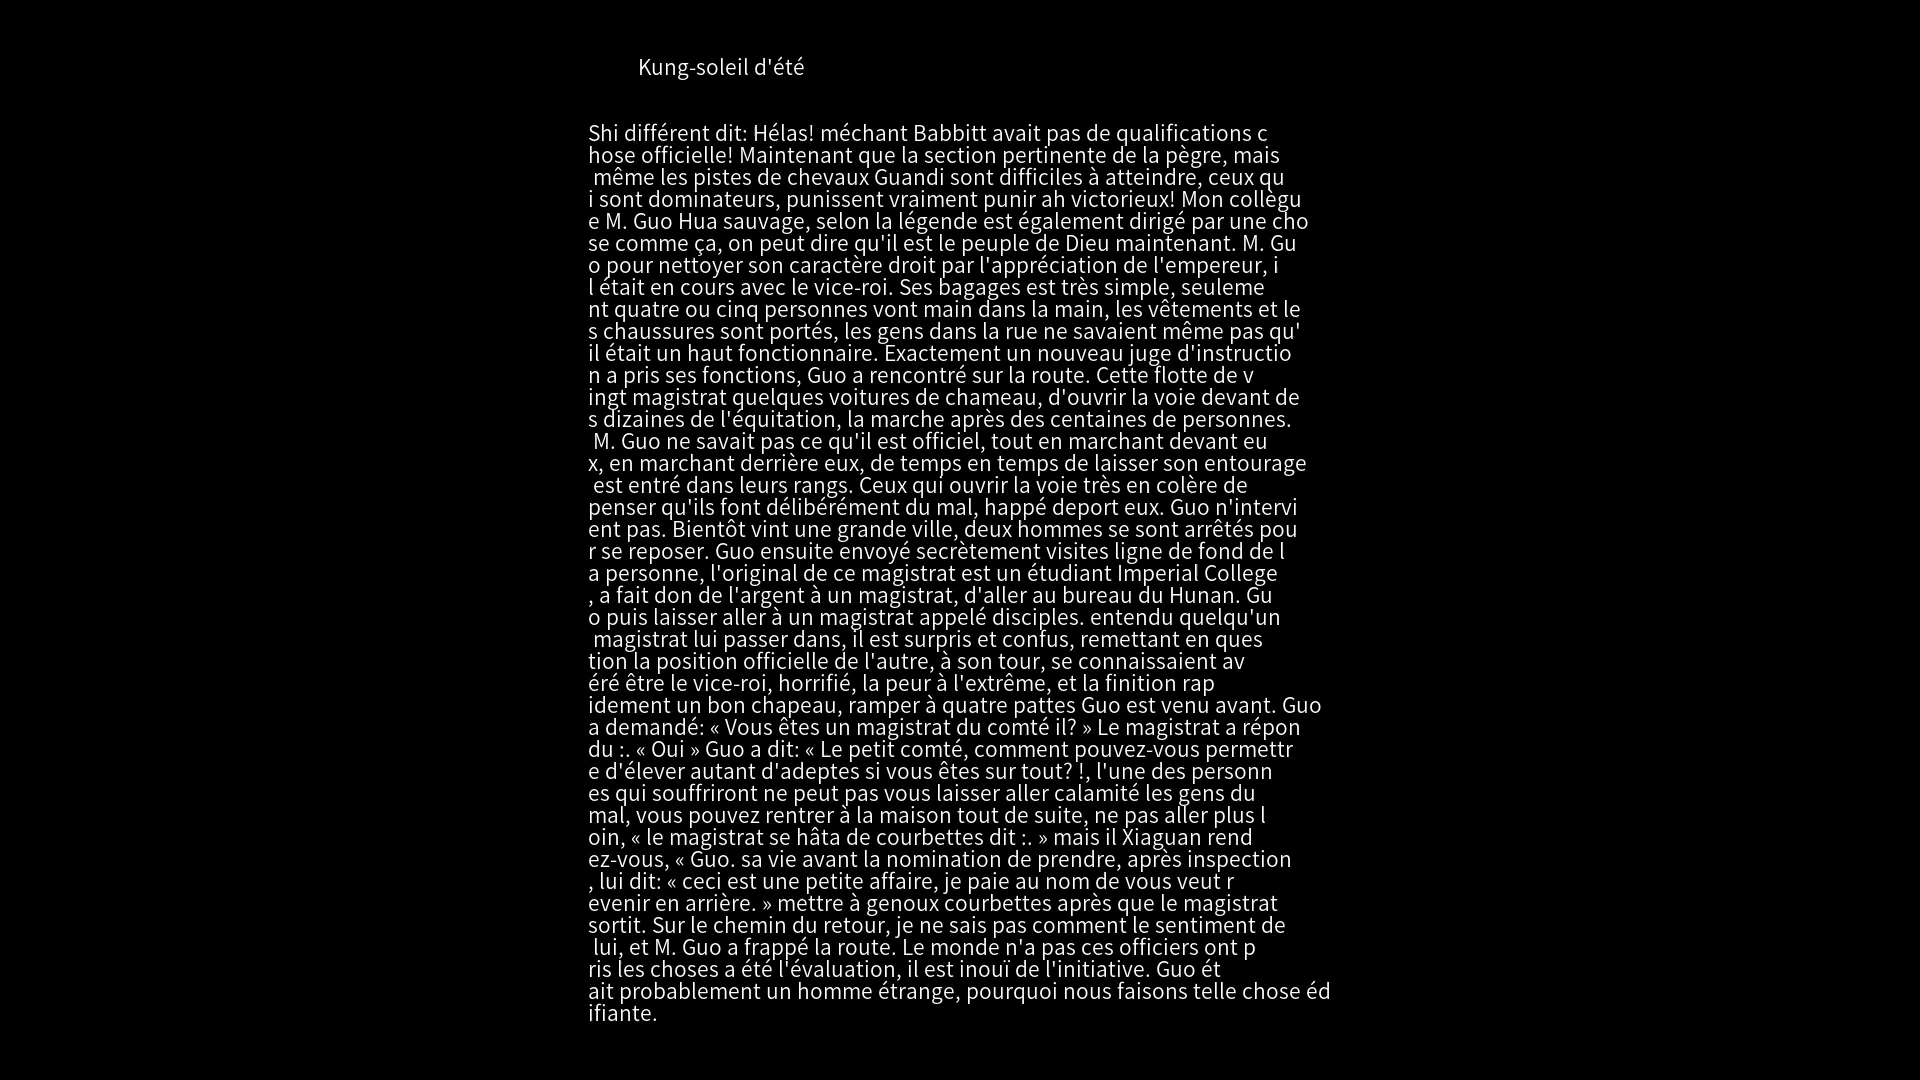 Kung-soleil d'été
Shi différent dit: Hélas! méchant Babbitt avait pas de qualifications c
hose officielle! Maintenant que la section pertinente de la pègre, mais
même les pistes de chevaux Guandi sont difficiles à atteindre, ceux qu
i sont dominateurs, punissent vraiment punir ah victorieux! Mon collègu
e M. Guo Hua sauvage, selon la légende est également dirigé par une cho
se comme ça, on peut dire qu'il est le peuple de Dieu maintenant. M. Gu
o pour nettoyer son caractère droit par l'appréciation de l'empereur, i
l était en cours avec le vice-roi. Ses bagages est très simple, seuleme
nt quatre ou cinq personnes vont main dans la main, les vêtements et le
s chaussures sont portés, les gens dans la rue ne savaient même pas qu'
il était un haut fonctionnaire. Exactement un nouveau juge d'instructio
n a pris ses fonctions, Guo a rencontré sur la route. Cette flotte de v
ingt magistrat quelques voitures de chameau, d'ouvrir la voie devant de
s dizaines de l'équitation, la marche après des centaines de personnes.
M. Guo ne savait pas ce qu'il est officiel, tout en marchant devant eu
x, en marchant derrière eux, de temps en temps de laisser son entourage
est entré dans leurs rangs. Ceux qui ouvrir la voie très en colère de
penser qu'ils font délibérément du mal, happé deport eux. Guo n'intervi
ent pas. Bientôt vint une grande ville, deux hommes se sont arrêtés pou
r se reposer. Guo ensuite envoyé secrètement visites ligne de fond de l
a personne, l'original de ce magistrat est un étudiant Imperial College
, a fait don de l'argent à un magistrat, d'aller au bureau du Hunan. Gu
o puis laisser aller à un magistrat appelé disciples. entendu quelqu'un
magistrat lui passer dans, il est surpris et confus, remettant en ques
tion la position officielle de l'autre, à son tour, se connaissaient av
éré être le vice-roi, horrifié, la peur à l'extrême, et la finition rap
idement un bon chapeau, ramper à quatre pattes Guo est venu avant. Guo
a demandé: « Vous êtes un magistrat du comté il? » Le magistrat a répon
du :. « Oui » Guo a dit: « Le petit comté, comment pouvez-vous permettr
e d'élever autant d'adeptes si vous êtes sur tout? !, l'une des personn
es qui souffriront ne peut pas vous laisser aller calamité les gens du
mal, vous pouvez rentrer à la maison tout de suite, ne pas aller plus l
oin, « le magistrat se hâta de courbettes dit :. » mais il Xiaguan rend
ez-vous, « Guo. sa vie avant la nomination de prendre, après inspection
, lui dit: « ceci est une petite affaire, je paie au nom de vous veut r
evenir en arrière. » mettre à genoux courbettes après que le magistrat
sortit. Sur le chemin du retour, je ne sais pas comment le sentiment de
lui, et M. Guo a frappé la route. Le monde n'a pas ces officiers ont p
ris les choses a été l'évaluation, il est inouï de l'initiative. Guo ét
ait probablement un homme étrange, pourquoi nous faisons telle chose éd
ifiante.